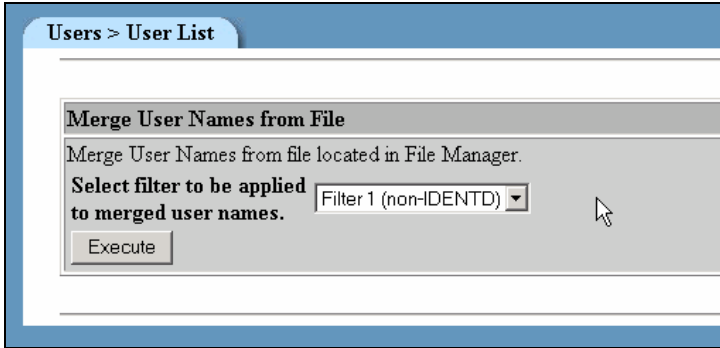 Users > User List
Merge User Names from File
Merge User Names from file located in File Manager.
Select filter to be applied
to merged user names.
Filter 1 (non-IDENTD)
Execute